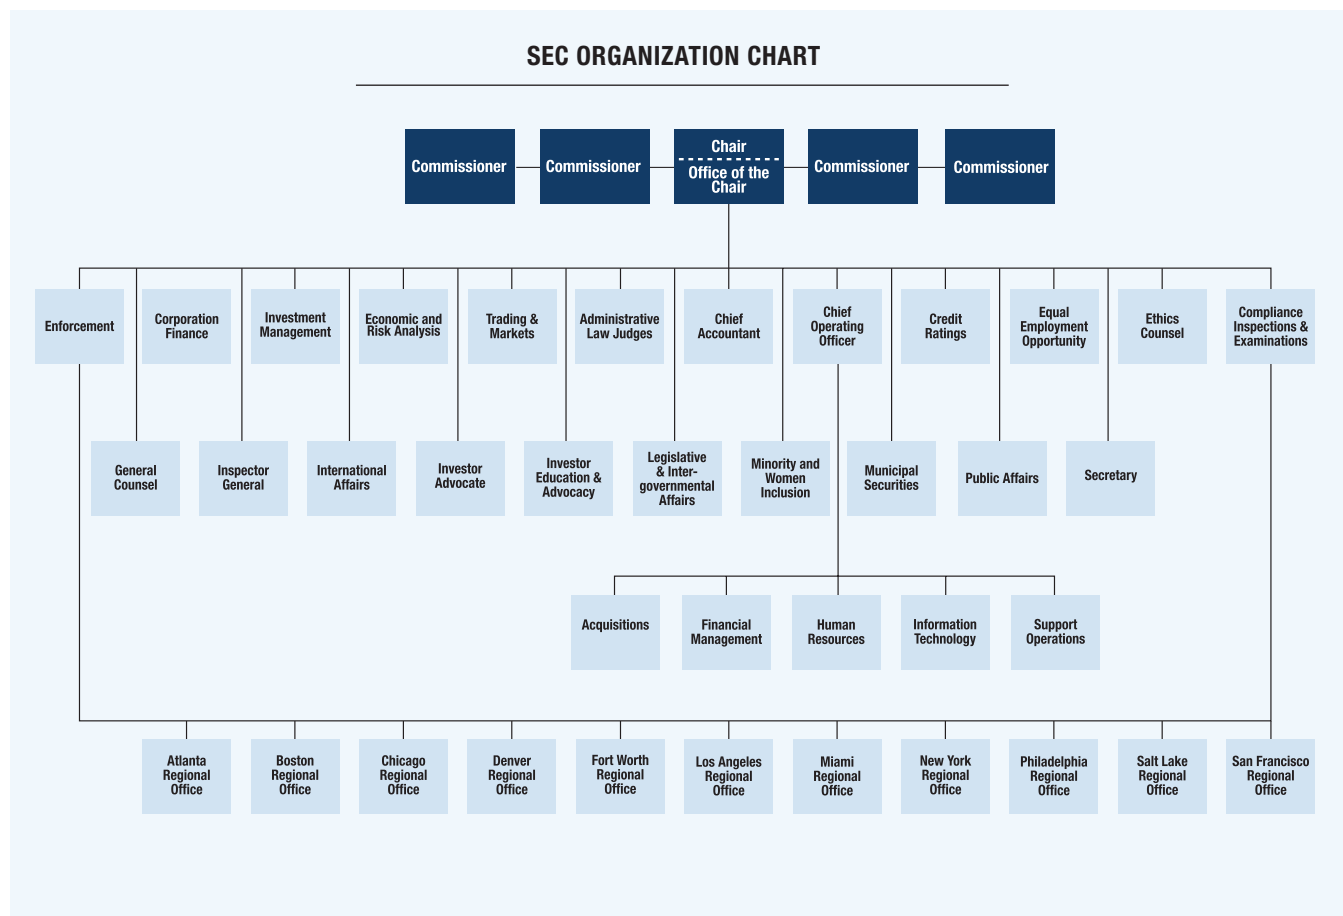 SEC ORGANIZATION CHART
Commissioner
Commissioner
Chair
Office of the
Chair
Commissioner
Commissioner
Enforcement
Corporation
Finance
Investment
Management
Economic and
Risk Analysis
Trading &
Markets
Administrative
Law Judges
Chief
Accountant
Chief
Operating
Officer
Credit
Ratings
Equal
Employment
Opportunity
Ethics
Counsel
Compliance
Inspections &
Examinations
General
Counsel
Inspector
General
International
Affairs
Investor
Advocate
Investor
Education &
Advocacy
Legislative
& Inter-
governmental
Affairs
Minority and
Women
Inclusion
Municipal
Securities
Public Affairs
Secretary
Acquisitions
Financial
Management
Human
Resources
Information
Technology
Support
Operations
Atlanta
Regional
Office
Boston
Regional
Office
Chicago
Regional
Office
Denver
Regional
Office
Fort Worth
Regional
Office
Los Angeles
Regional
Office
Miami
Regional
Office
New York
Regional
Office
Philadelphia
Regional
Office
Salt Lake
Regional
Office
San Francisco
Regional
Office